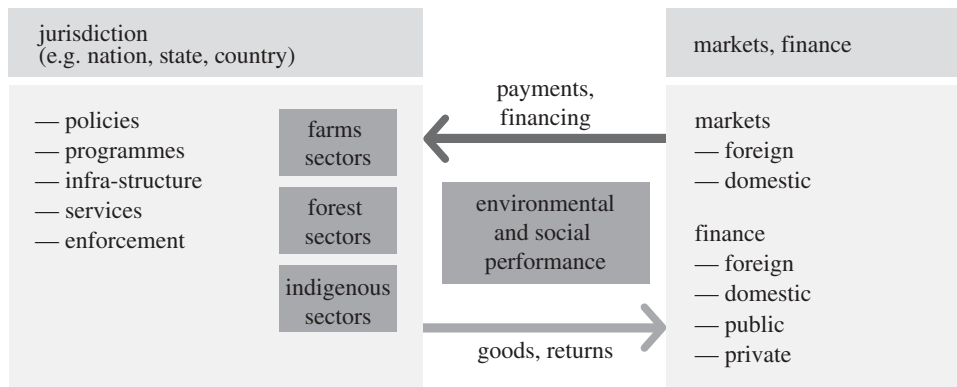 jurisdiction
(e.g. nation, state, country)
— policies
— programmes
— infra-structure
— services
— enforcement
farms
sectors
forest
sectors
indigenous
sectors
payments,
financing
environmental
and social
performance
goods, returns
markets, finance
markets
— foreign
— domestic
finance
— foreign
— domestic
— public
— private